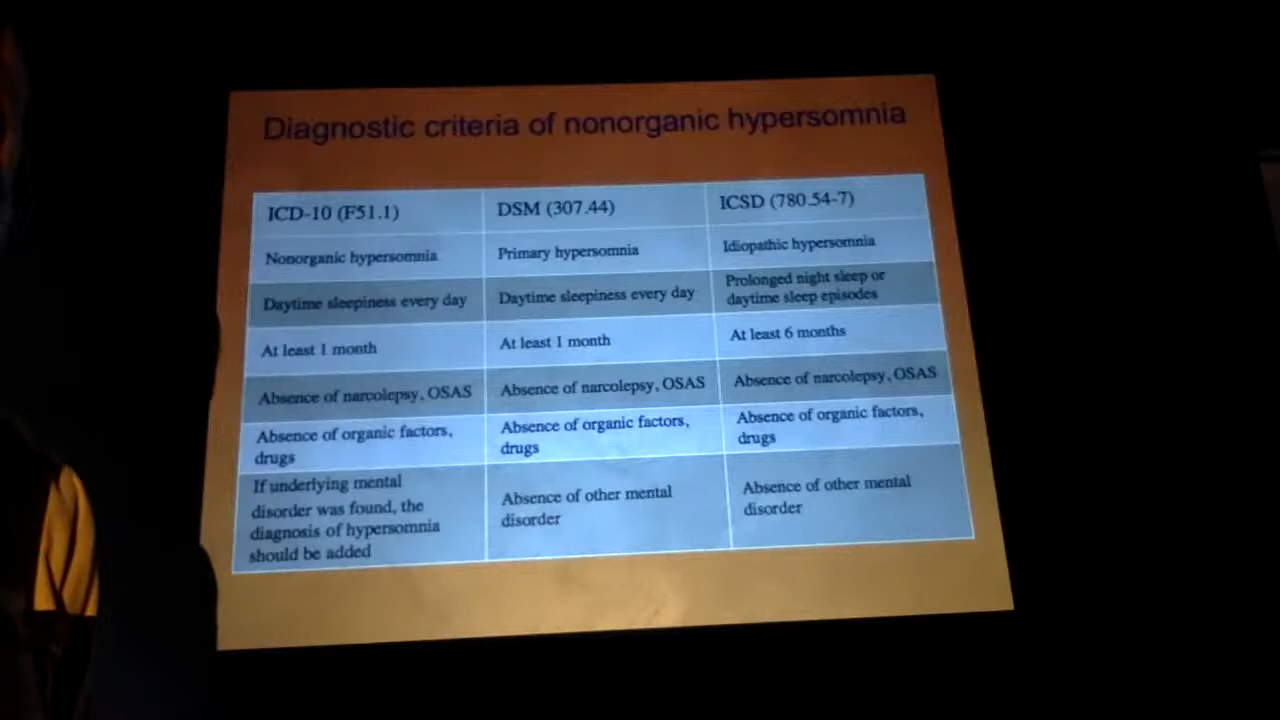 Diagnostic criteria of nonorganic hypersomnia
ICD-10 (F51.1)
DSM (307.44)
ICSD (780.54-7)
Nonorganic hypersomnia
Primary hypersomnia
Idiopathic hypersomnia
Daytime sleepiness every day
Daytime sleepiness every day
Prolonged night sleep or
daytime sleep episodes
At least 1 month
At least 1 month
At least 6 months
Absence of narcolepsy, OSAS
Absence of narcolepsy, OSAS
Absence of narcolepsy, OSAS
Absence of organic factors,
drugs
Absence of organic factors,
drugs
Absence of organic factors,
drugs
If underlying mental
disorder was found, the
diagnosis of hypersomnia
should be added
Absence of other mental
disorder
Absence of other mental
disorder